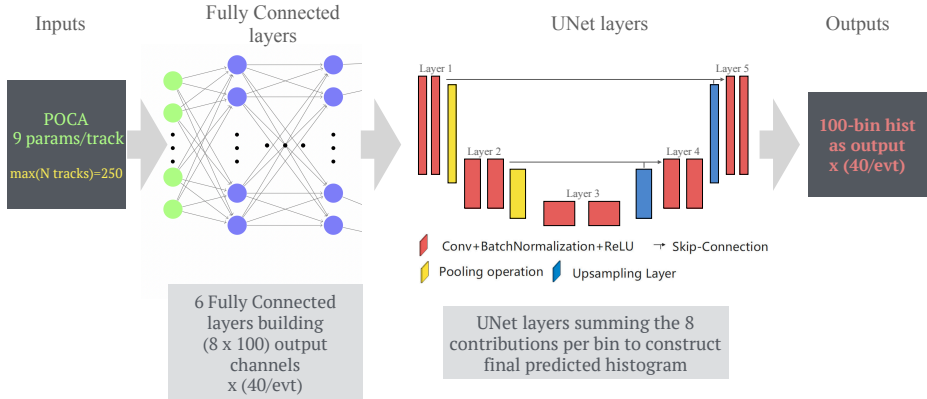 Inputs
Fully Connected
layers
UNet layers
Outputs
POCA
9 params/track
max(N tracks)=250
Layer 1
Layer 2
Layer 3
Layer 4
Layer 5
100-bin hist
as output
x (40/evt)
Conv+BatchNormalization+ReLU
Skip-Connection
Pooling operation
Upsampling Layer
6 Fully Connected
layers building
(8 x 100) output
channels
x (40/evt)
UNet layers summing the 8
contributions per bin to construct
final predicted histogram